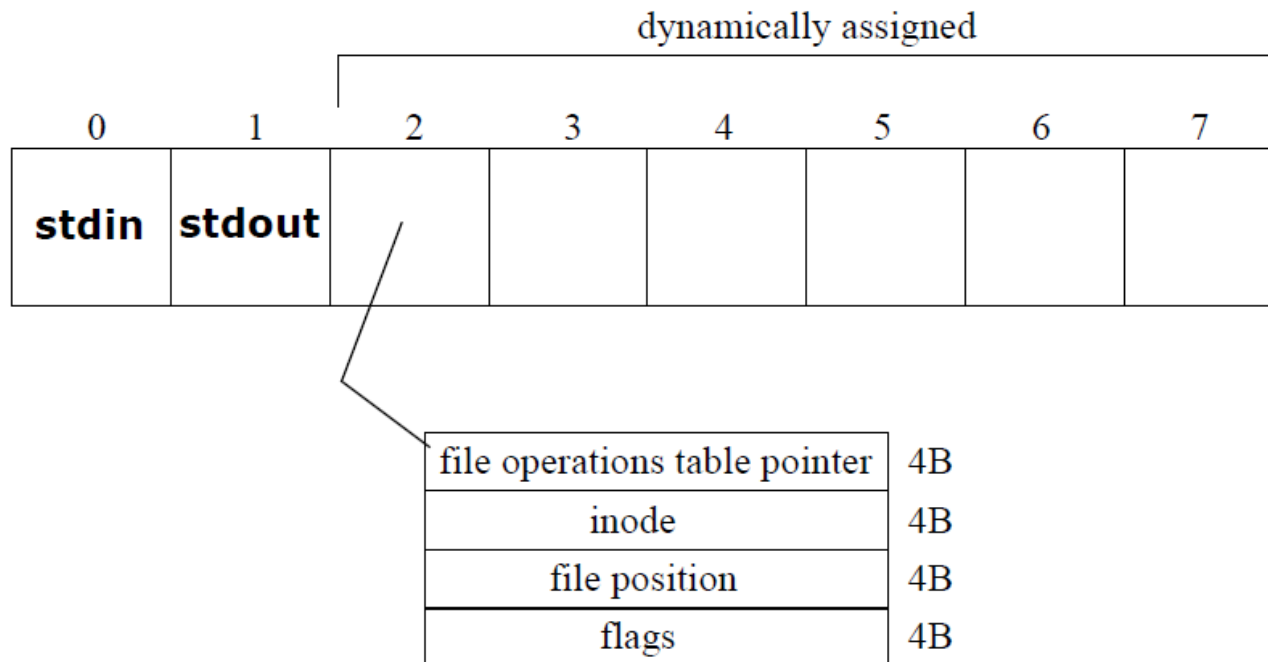 dynamically assigned
0 1 2 3 4 5 6 7
stdin stdout
file operations table pointer 4B
inode 4B
file position 4B
flags 4B